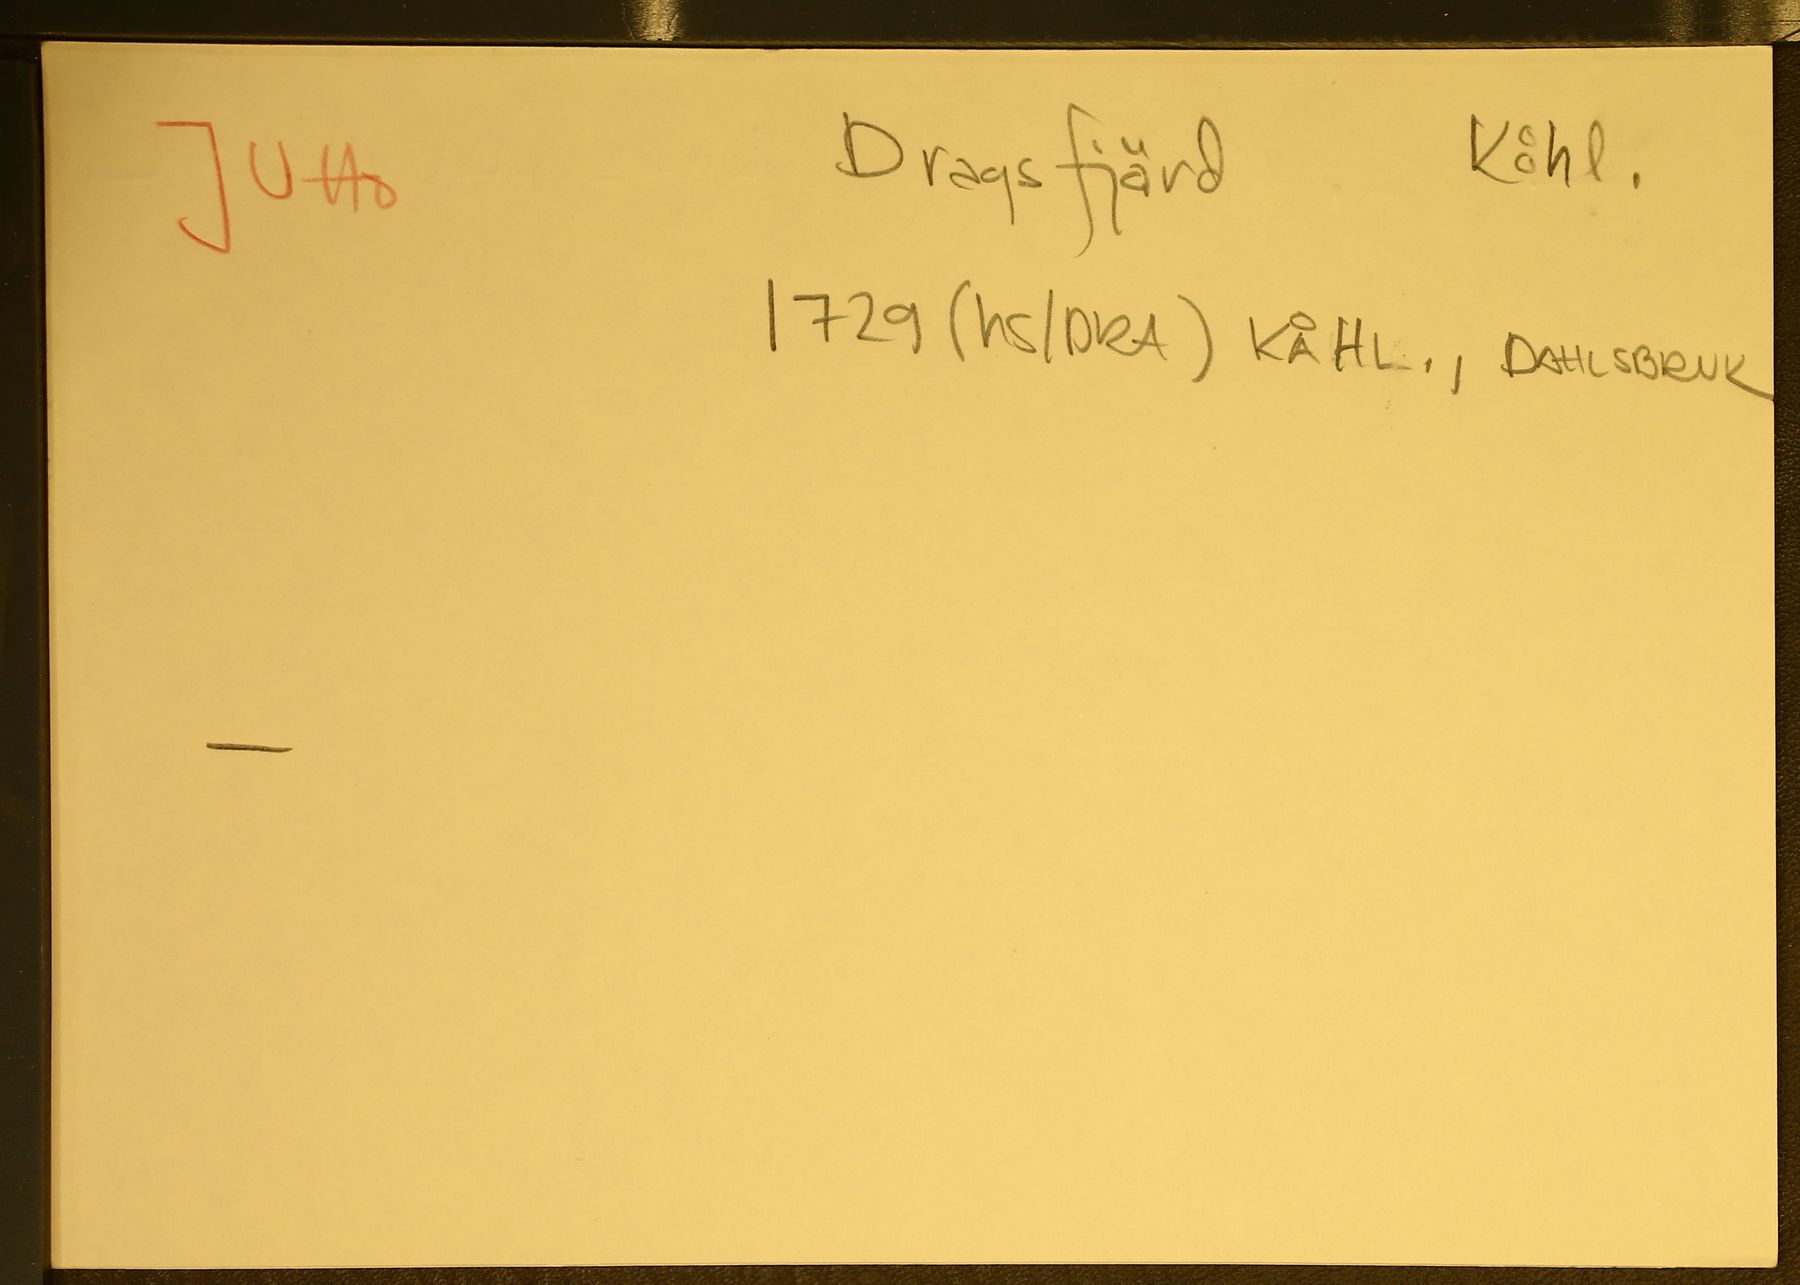 JUtto Dragsfjärd Kåhl.
1729 (hs/DRA) KÅHL., DAHLSBRUK
—